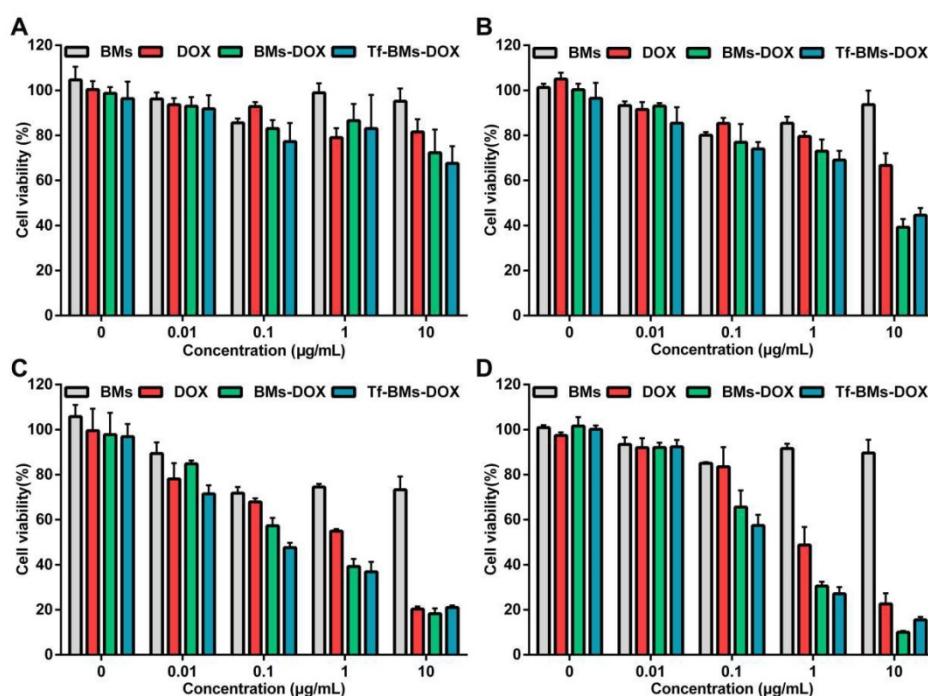 A
BMs DOX BMs-DOX Tf-BMs-DOX
Cell viability (%)
120
100
80
60
40
20
0
0 0.01 0.1 1 10
Concentration (µg/mL)
B
BMs DOX BMs-DOX Tf-BMs-DOX
Cell viability(%)
120
100
80
60
40
20
0
0 0.01 0.1 1 10
Concentration (µg/mL)
C
BMs DOX BMs-DOX Tf-BMs-DOX
Cell viability(%)
120
100
80
60
40
20
0
0 0.01 0.1 1 10
Concentration (µg/mL)
D
BMs DOX BMs-DOX Tf-BMs-DOX
Cell viability(%)
120
100
80
60
40
20
0
0 0.01 0.1 1 10
Concentration (µg/mL)